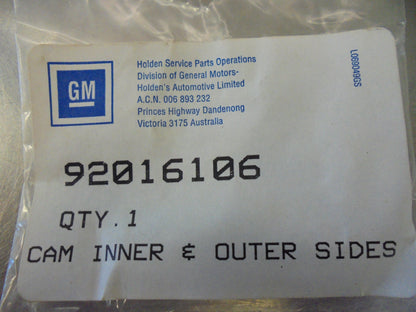 GM
Holden Service Parts Operations
Division of General Motors-
Holden's Automotive Limited
A.C.N. 006 893 232
Princes Highway Dandenong
Victoria 3175 Australia
L068049GS
92016106
QTY.1
CAM INNER & OUTER SIDES